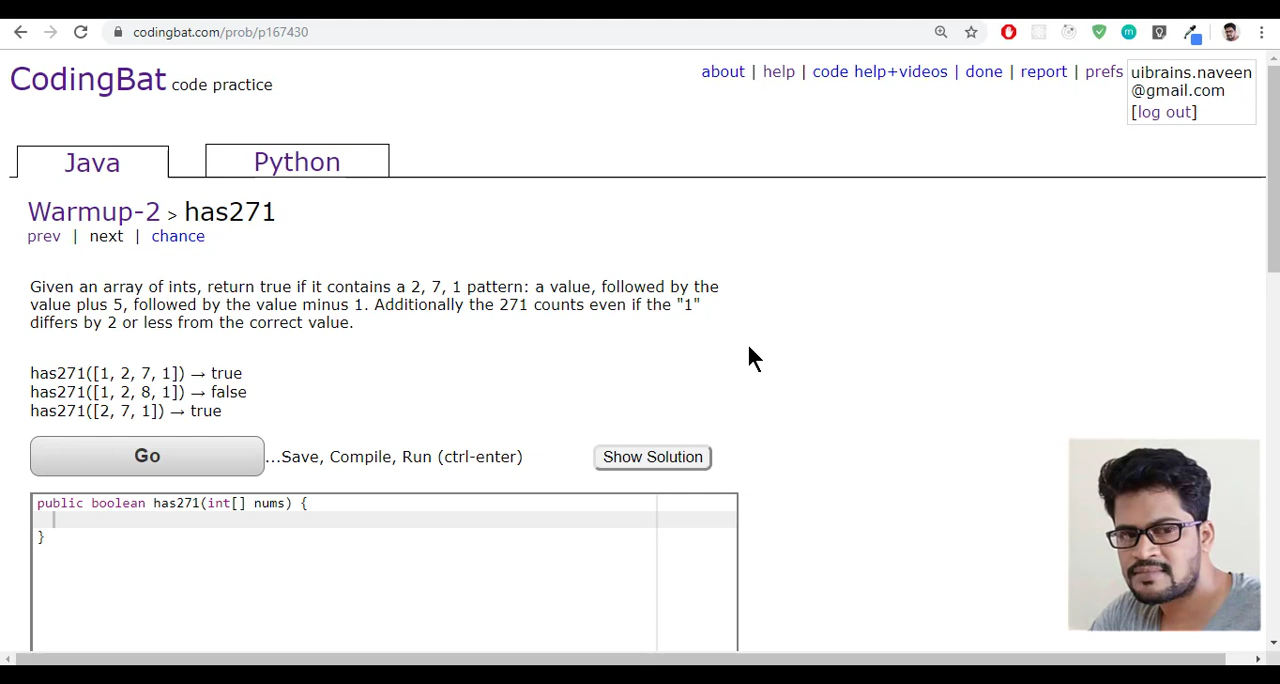 codingbat.com/prob/p167430
CodingBat code practice
about | help | code help+videos | done | report | prefs
uibrains.naveen
@gmail.com
[log out]
Java
Python
Warmup-2 > has271
prev | next | chance
Given an array of ints, return true if it contains a 2, 7, 1 pattern: a value, followed by the
value plus 5, followed by the value minus 1. Additionally the 271 counts even if the "1"
differs by 2 or less from the correct value.
has271([1, 2, 7, 1]) → true
has271([1, 2, 8, 1]) → false
has271([2, 7, 1]) → true
Go ...Save, Compile, Run (ctrl-enter) Show Solution
public boolean has271(int[] nums) {
}